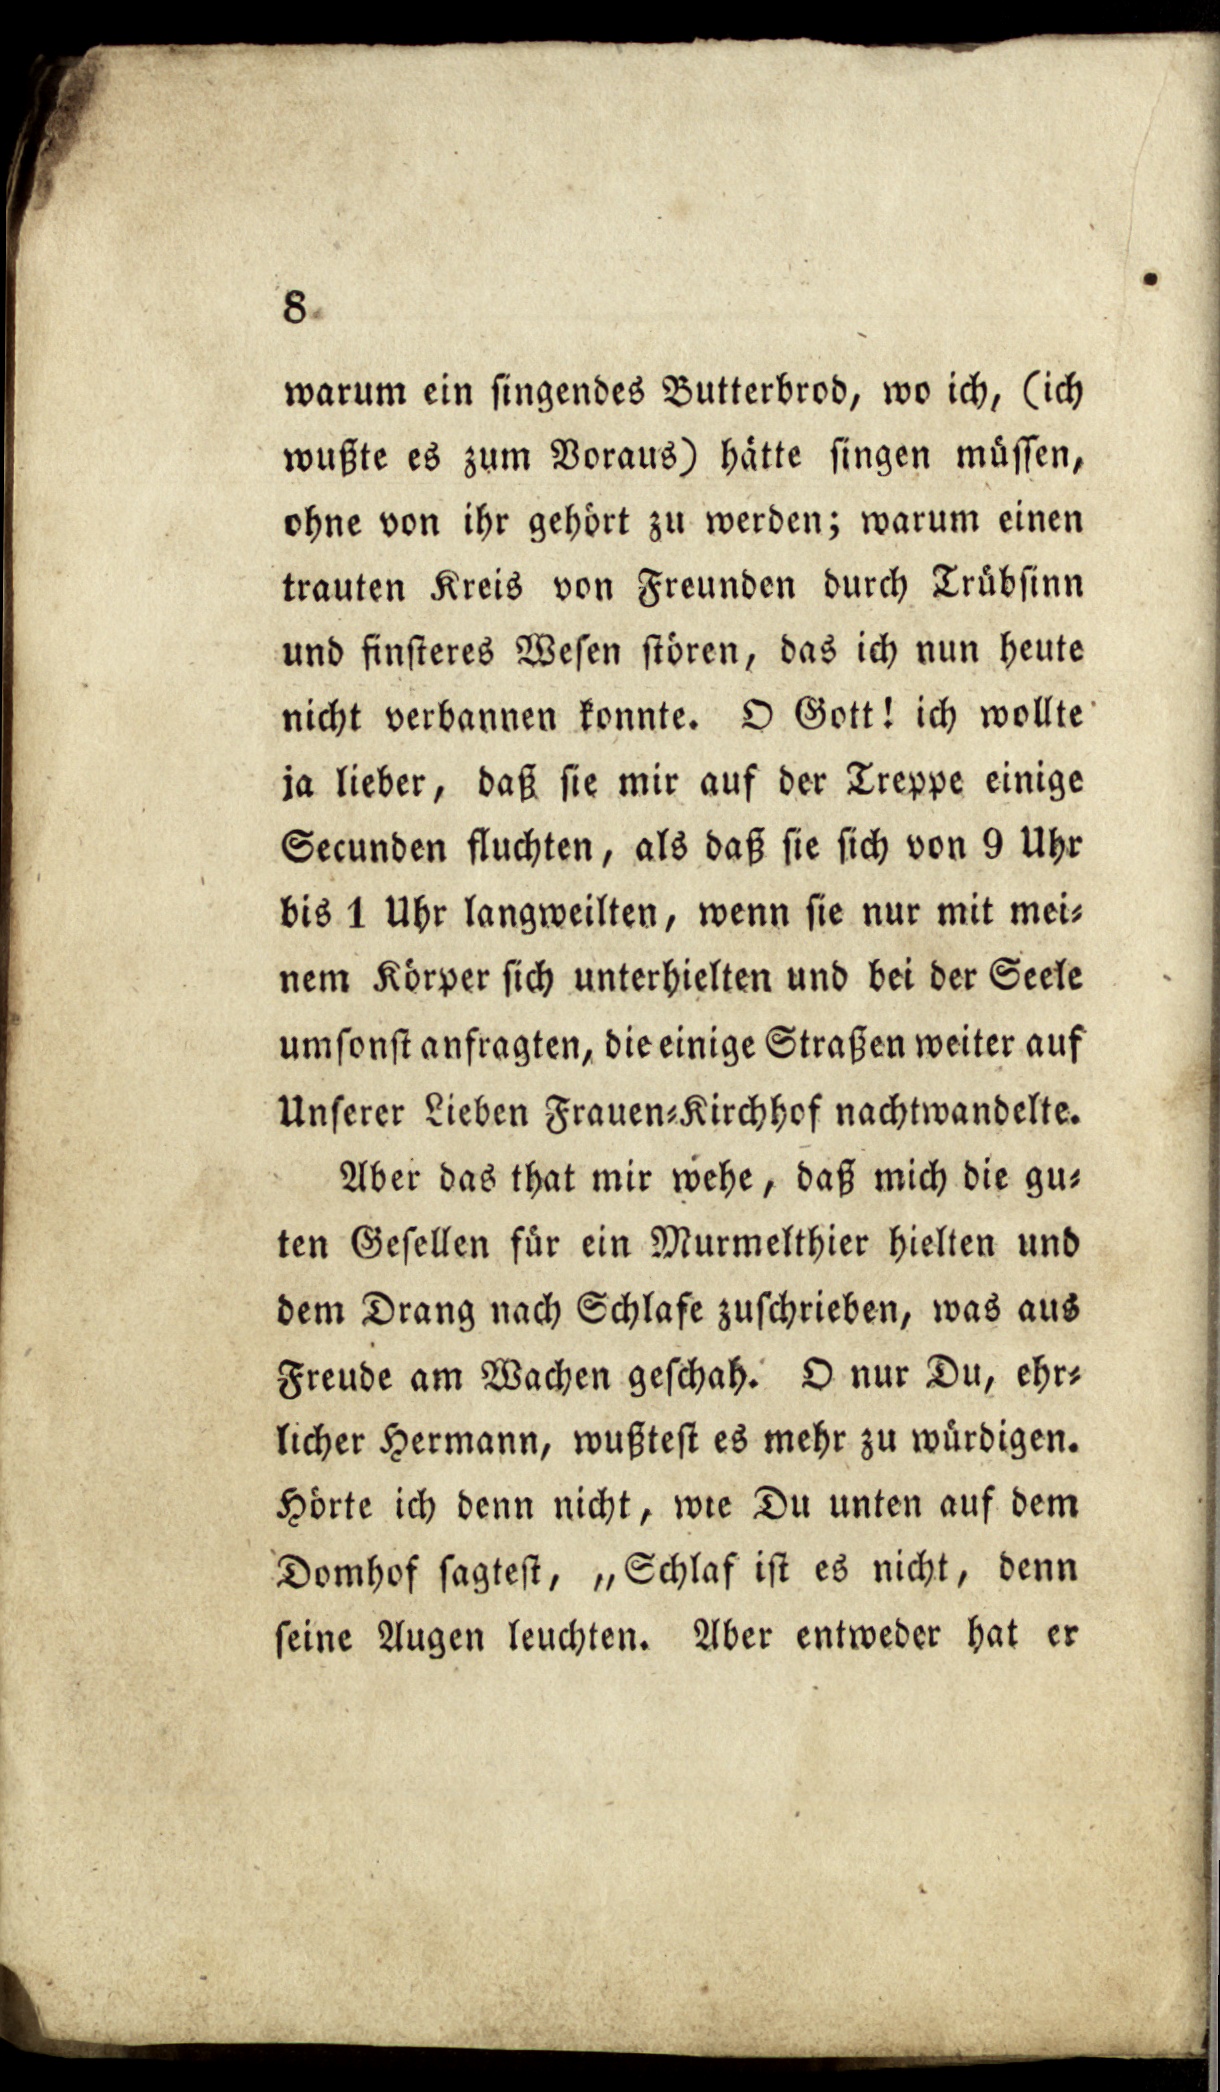 8
warum ein singendes Butterbrod, wo ich, (ich
wußte es zum Voraus) hätte singen müssen,
ohne von ihr gehört zu werden; warum einen
trauten Kreis von Freunden durch Trübsinn
und finsteres Wesen stören, das ich nun heute
nicht verbannen konnte. O Gott! ich wollte
ja lieber, daß sie mir auf der Treppe einige
Secunden fluchten, als daß sie sich von 9 Uhr
bis 1 Uhr langweilten, wenn sie nur mit mei⸗
nem Körper sich unterhielten und bei der Seele
umsonst anfragten, die einige Straßen weiter auf
Unserer Lieben Frauen⸗Kirchhof nachtwandelte.
Aber das that mir wehe, daß mich die gu⸗
ten Gesellen für ein Murmelthier hielten und
dem Drang nach Schlafe zuschrieben, was aus
Freude am Wachen geschah. O nur Du, ehr⸗
licher Hermann, wußtest es mehr zu würdigen.
Hörte ich denn nicht, wie Du unten auf dem
Domhof sagtest, „Schlaf ist es nicht, denn
seine Augen leuchten. Aber entweder hat er